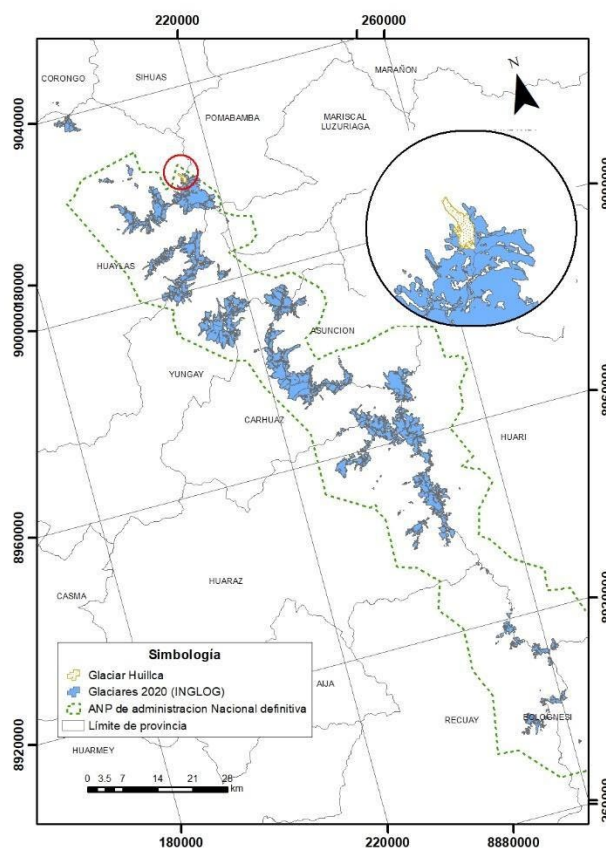 220000
260000
N
CORONGO
SIHUAS
MARAÑON
POMABAMBA
MARISCAL
LUZURIAGA
9040000
HUAYLAS
ASUNCION
YUNGAY
CARHUAZ
HUARI
8960000
CASMA
HUARAZ
8920000
Simbología
Glaciar Huillca
Glaciares 2020 (INGLOG)
ANP de administracion Nacional definitiva
Límite de provincia
AIJA
RECUAY
BOLOGNESI
HUARMEY
0 3.5 7 14 21 28
km
8920000
180000
220000
8880000